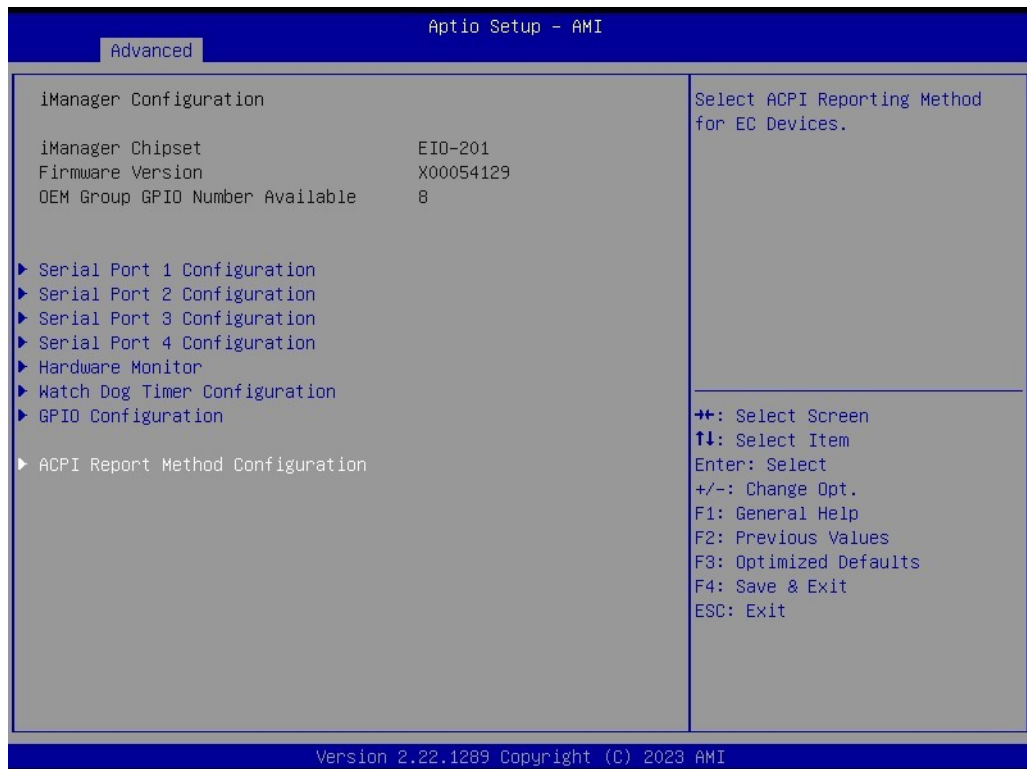 Aptio Setup - AMI
Advanced
iManager Configuration
iManager Chipset EIO-201
Firmware Version X00054129
OEM Group GPIO Number Available 8
Serial Port 1 Configuration
Serial Port 2 Configuration
Serial Port 3 Configuration
Serial Port 4 Configuration
Hardware Monitor
Watch Dog Timer Configuration
GPIO Configuration
ACPI Report Method Configuration
Select ACPI Reporting Method
for EC Devices.
→←: Select Screen
↑↓: Select Item
Enter: Select
+/-: Change Opt.
F1: General Help
F2: Previous Values
F3: Optimized Defaults
F4: Save & Exit
ESC: Exit
Version 2.22.1289 Copyright (C) 2023 AMI